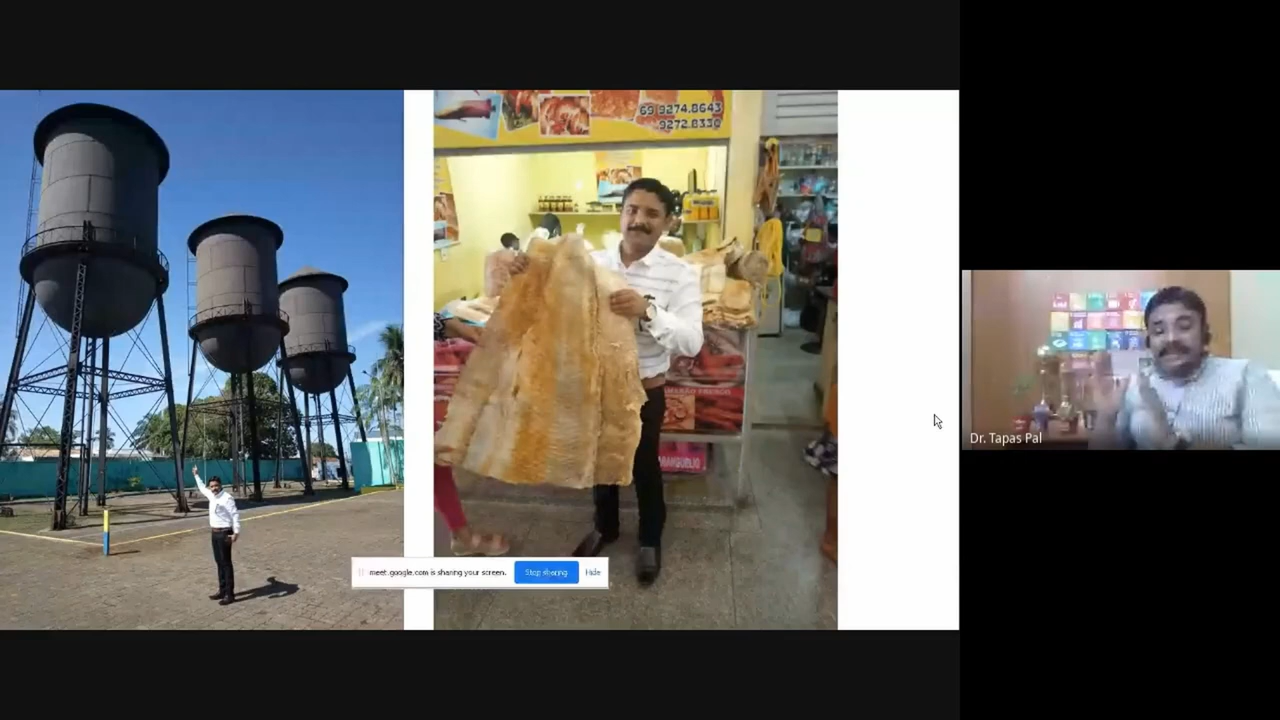 69 9274.8643
9272.8330
meet.google.com is sharing your screen.
Stop sharing
Hide
Dr. Tapas Pal